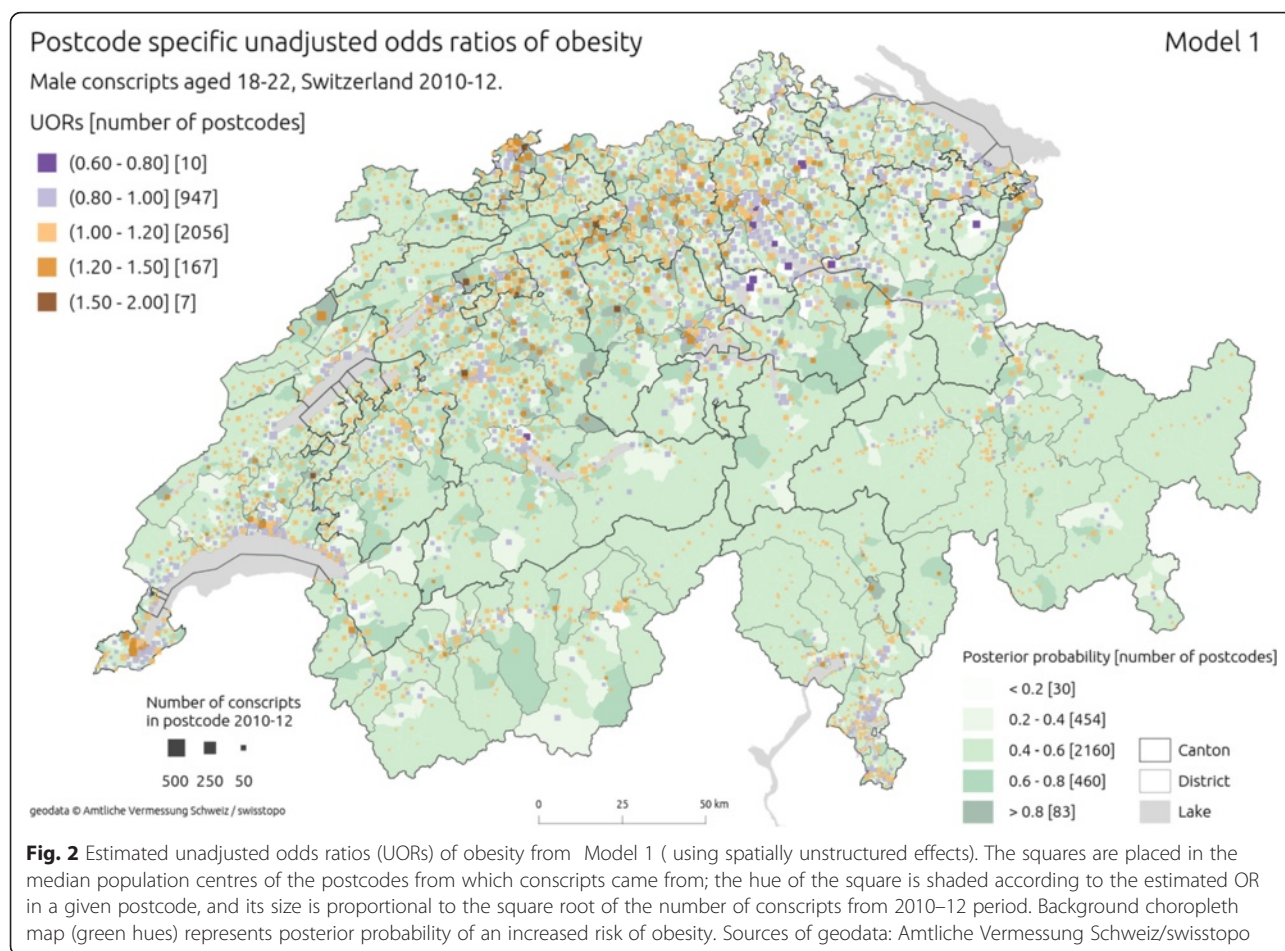 Postcode specific unadjusted odds ratios of obesity
Model 1
Male conscripts aged 18-22, Switzerland 2010-12.
UORs [number of postcodes]
(0.60 - 0.80] [10]
(0.80 - 1.00] [947]
(1.00 - 1.20] [2056]
(1.20 - 1.50] [167]
(1.50 - 2.00] [7]
Number of conscripts
in postcode 2010-12
500 250 50
geodata © Amtliche Vermessung Schweiz / swisstopo
0 25 50 km
Posterior probability [number of postcodes]
< 0.2 [30]
0.2 - 0.4 [454]
0.4 - 0.6 [2160]
0.6 - 0.8 [460]
> 0.8 [83]
Canton
District
Lake
Fig. 2 Estimated unadjusted odds ratios (UORs) of obesity from Model 1 ( using spatially unstructured effects). The squares are placed in the
median population centres of the postcodes from which conscripts came from; the hue of the square is shaded according to the estimated OR
in a given postcode, and its size is proportional to the square root of the number of conscripts from 2010–12 period. Background choropleth
map (green hues) represents posterior probability of an increased risk of obesity. Sources of geodata: Amtliche Vermessung Schweiz/swisstopo